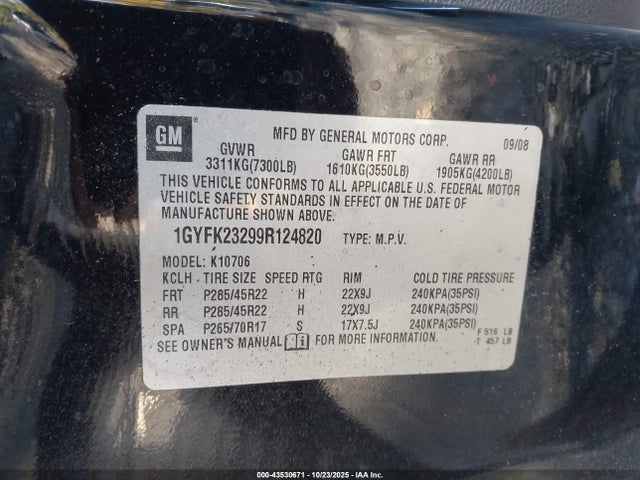 GM ®
MFD BY GENERAL MOTORS CORP. 09/08
GVWR GAWR FRT GAWR RR
3311KG(7300LB) 1610KG(3550LB) 1905KG(4200LB)
THIS VEHICLE CONFORMS TO ALL APPLICABLE U.S. FEDERAL MOTOR
VEHICLE SAFETY STANDARDS IN EFFECT ON THE DATE OF
MANUFACTURE SHOWN ABOVE.
1GYFK23299R124820 TYPE: M.P.V.
MODEL: K10706
KCLH TIRE SIZE SPEED RTG RIM COLD TIRE PRESSURE
FRT P285/45R22 H 22X9J 240KPA(35PSI)
RR P285/45R22 H 22X9J 240KPA(35PSI)
SPA P265/70R17 S 17X7.5J 240KPA(35PSI)
F 516 LB
SEE OWNER'S MANUAL FOR MORE INFORMATION. T 457 LB
000-43530671 - 10/23/2025 - COPYRIGHT IAA, LLC.